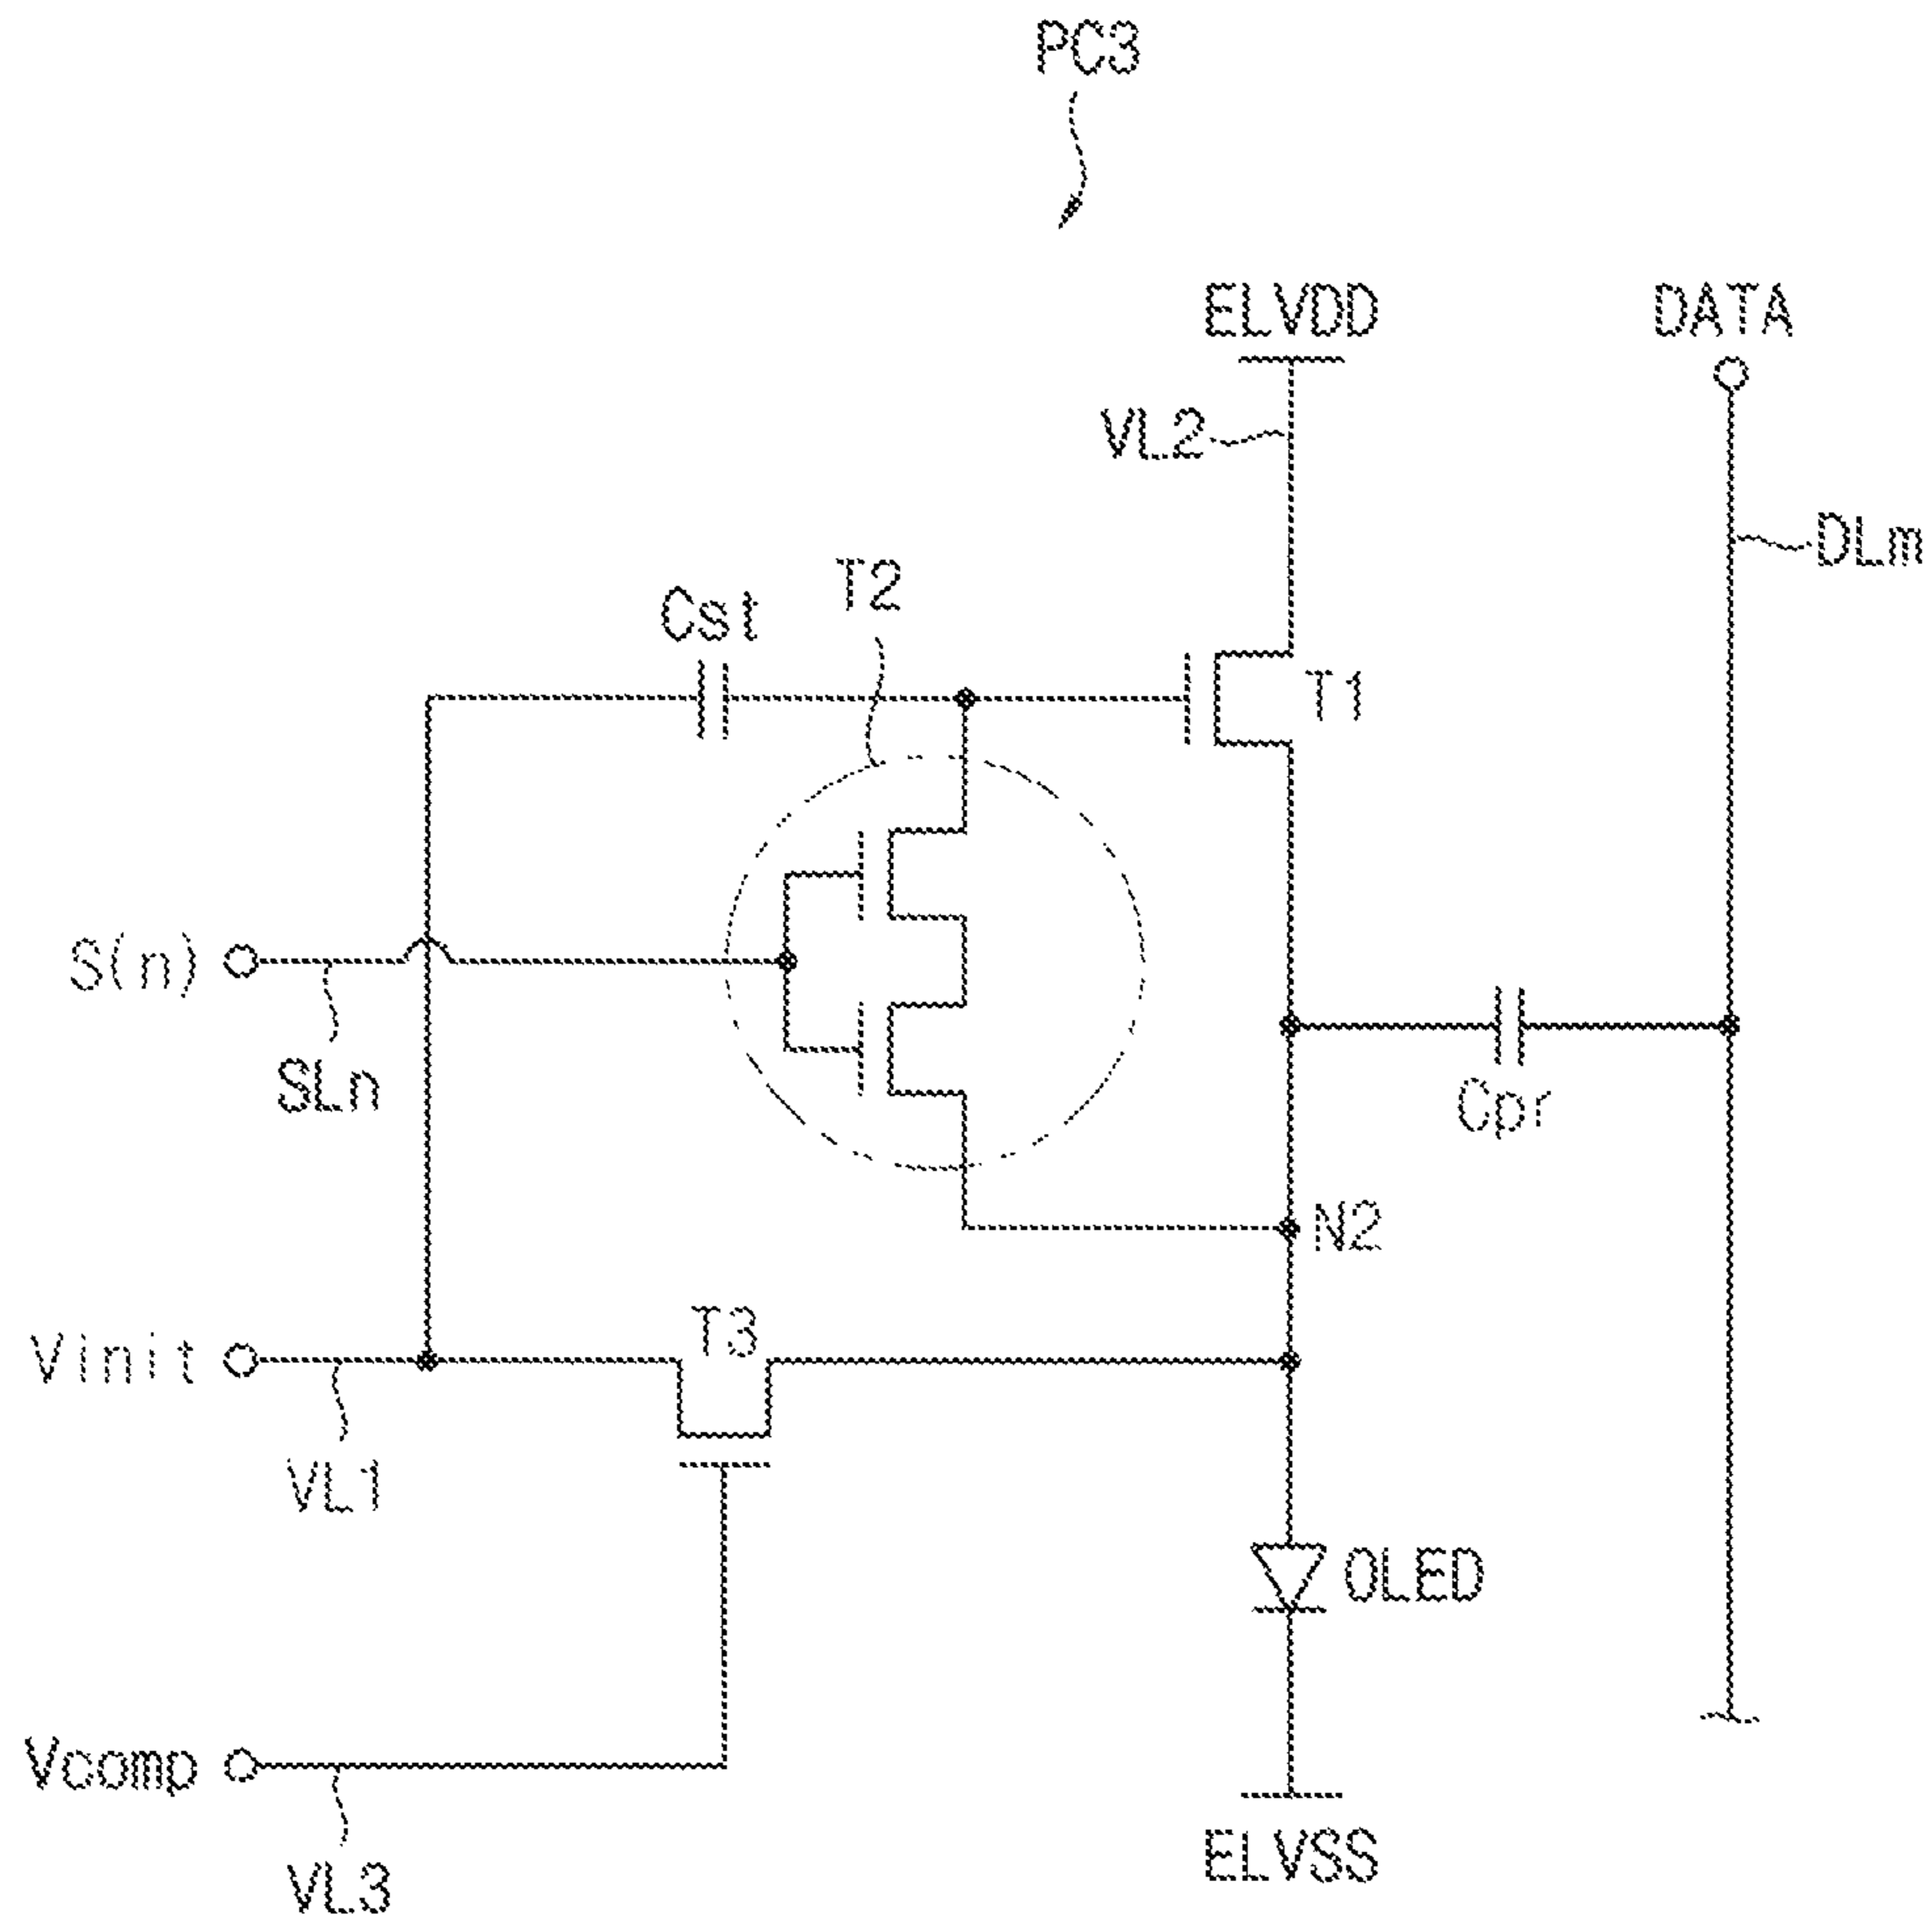 PC3
ELVDD
DATA
VL2
DLm
T2
Cst
T1
S(n)
SLn
Cpr
N2
T3
Vinit
VL1
OLED
Vcomp
ELVSS
VL3